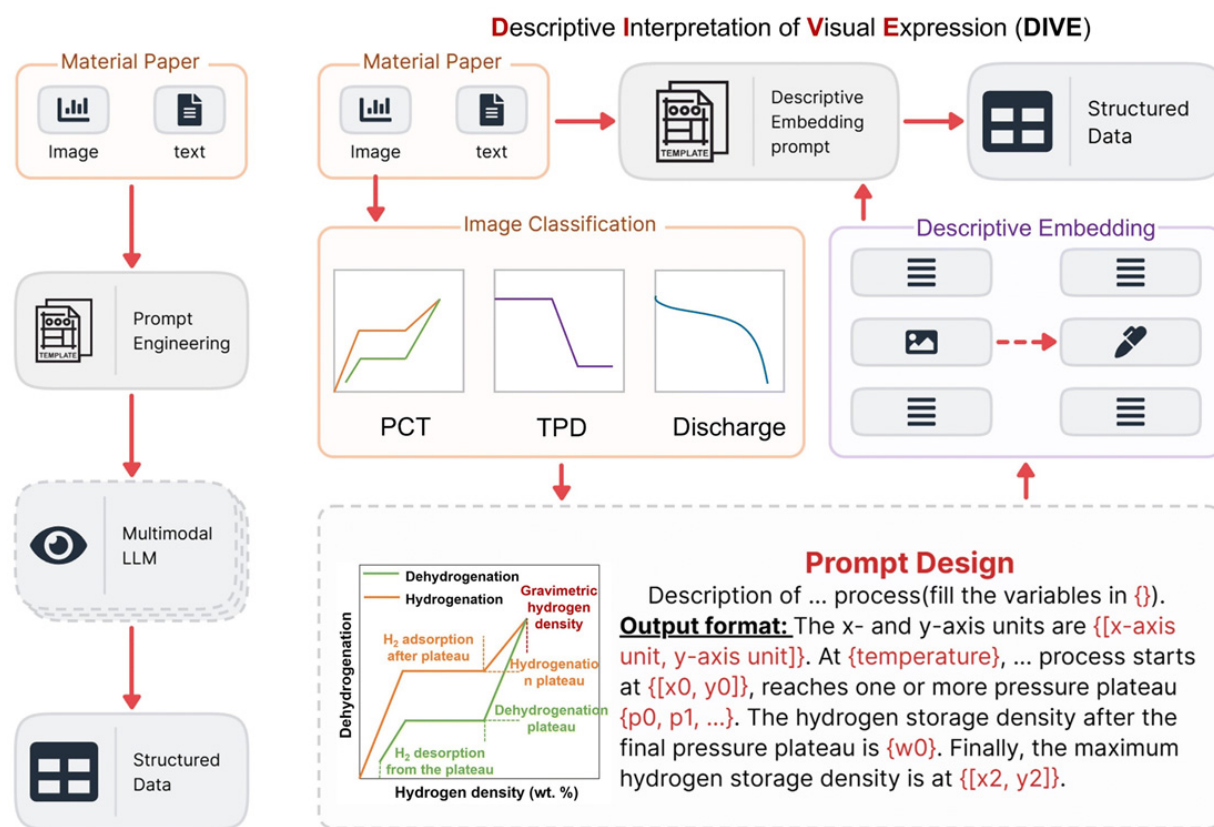 Descriptive Interpretation of Visual Expression (DIVE)
Material Paper
Image
text
TEMPLATE
Prompt
Engineering
Multimodal
LLM
Structured
Data
Material Paper
Image
text
TEMPLATE
Descriptive
Embedding
prompt
Structured
Data
Image Classification
PCT
TPD
Discharge
Descriptive Embedding
Dehydrogenation
Dehydrogenation
Hydrogenation
Gravimetric
hydrogen
density
H2 adsorption
after plateau
Hydrogenatio
n plateau
Dehydrogenation
plateau
H2 desorption
from the plateau
Hydrogen density (wt. %)
Prompt Design
Description of ... process(fill the variables in {}).
Output format: The x- and y-axis units are {[x-axis
unit, y-axis unit]}. At {temperature}, ... process starts
at {[x0, y0]}, reaches one or more pressure plateau
{p0, p1, ...}. The hydrogen storage density after the
final pressure plateau is {w0}. Finally, the maximum
hydrogen storage density is at {[x2, y2]}.